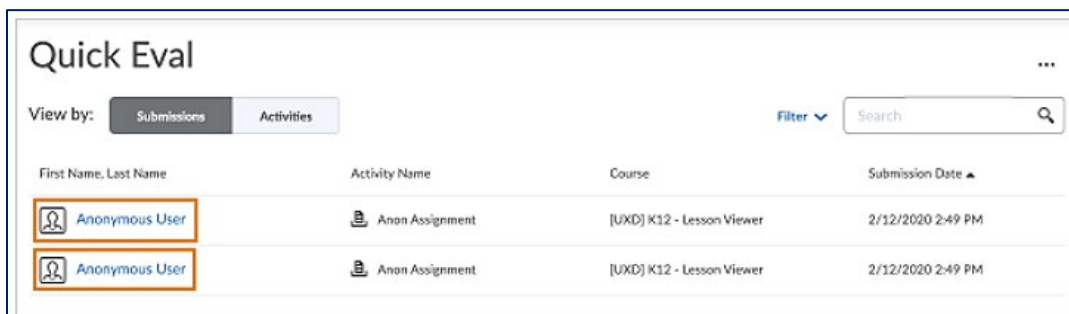 Quick Eval
...
View by: Submissions Activities Filter Search
First Name, Last Name Activity Name Course Submission Date
Anonymous User Anon Assignment [UXD] K12 - Lesson Viewer 2/12/2020 2:49 PM
Anonymous User Anon Assignment [UXD] K12 - Lesson Viewer 2/12/2020 2:49 PM